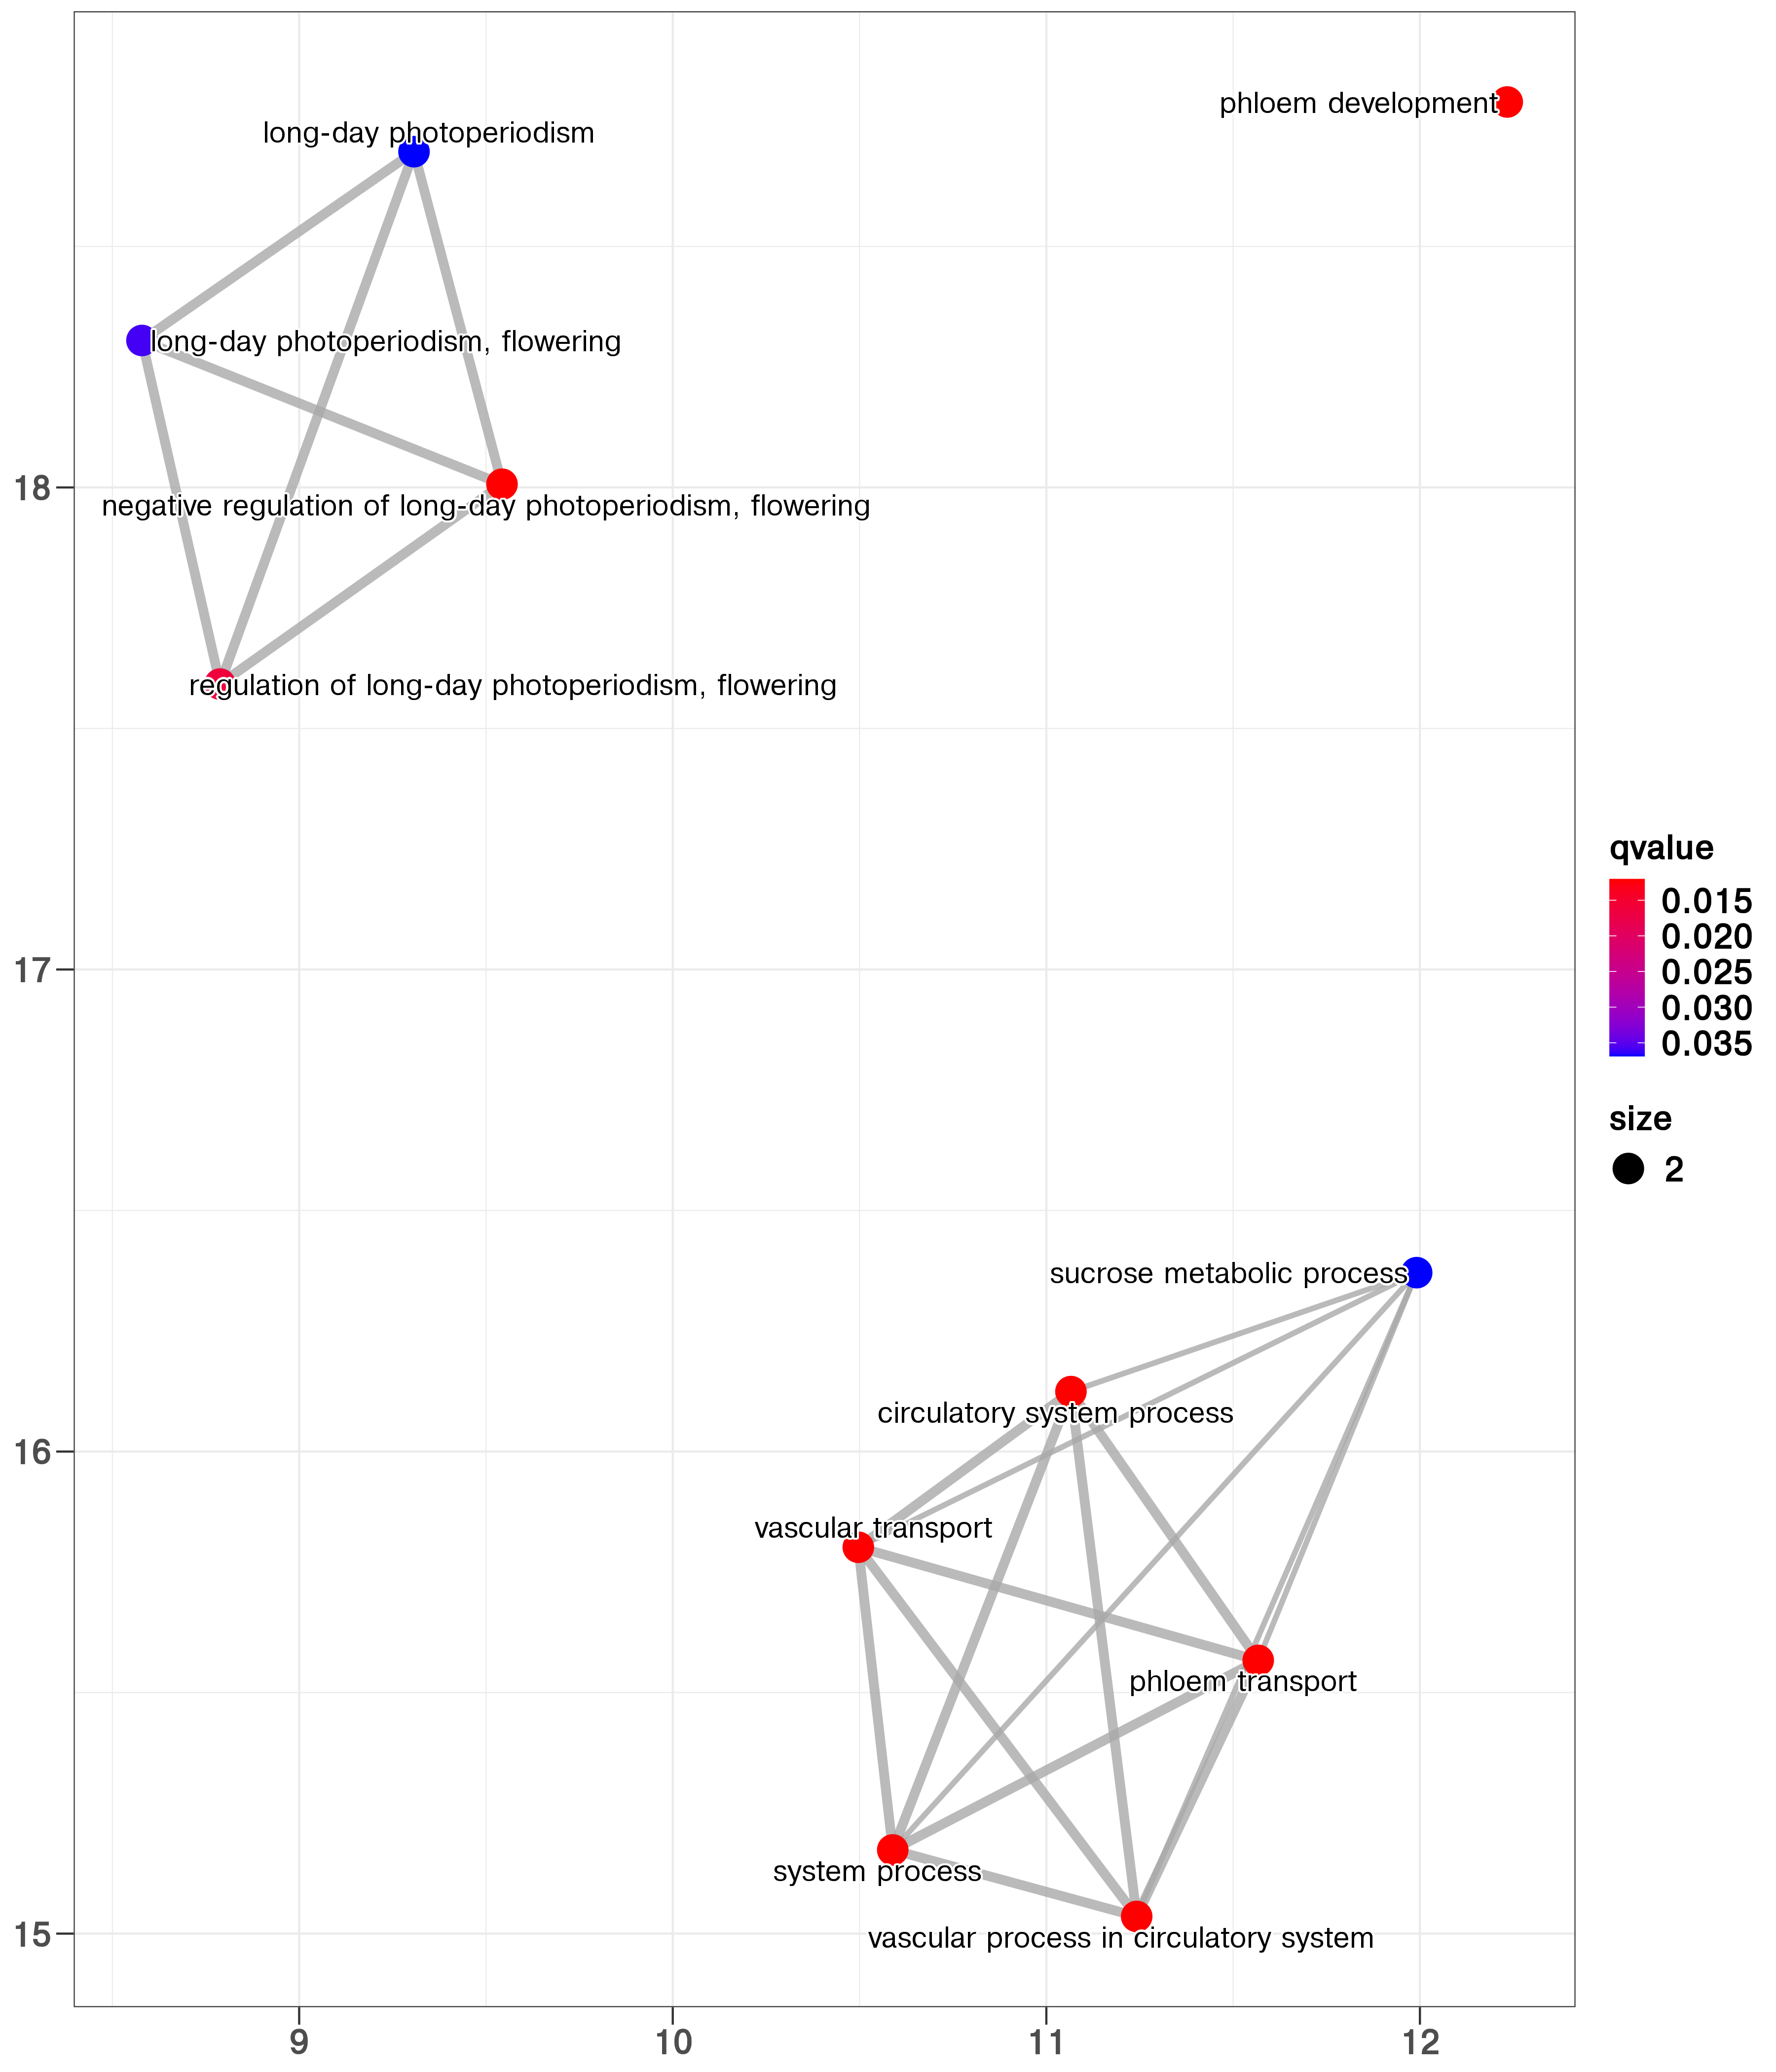 phloem development
long-day photoperiodism
long-day photoperiodism, flowering
18
negative regulation of long-day photoperiodism, flowering
regulation of long-day photoperiodism, flowering
qvalue
0.015
0.020
0.025
0.030
0.035
17
size
2
sucrose metabolic process
circulatory system process
16
vascular transport
phloem transport
system process
15
vascular process in circulatory system
9
10
11
12